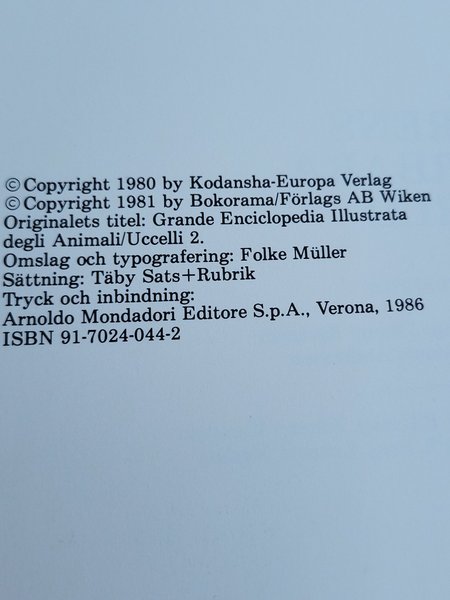 © Copyright 1980 by Kodansha-Europa Verlag
© Copyright 1981 by Bokorama/Förlags AB Wiken
Originalets titel: Grande Enciclopedia Illustrata
degli Animali/Uccelli 2.
Omslag och typografering: Folke Müller
Sättning: Täby Sats+Rubrik
Tryck och inbindning:
Arnoldo Mondadori Editore S.p.A., Verona, 1986
ISBN 91-7024-044-2